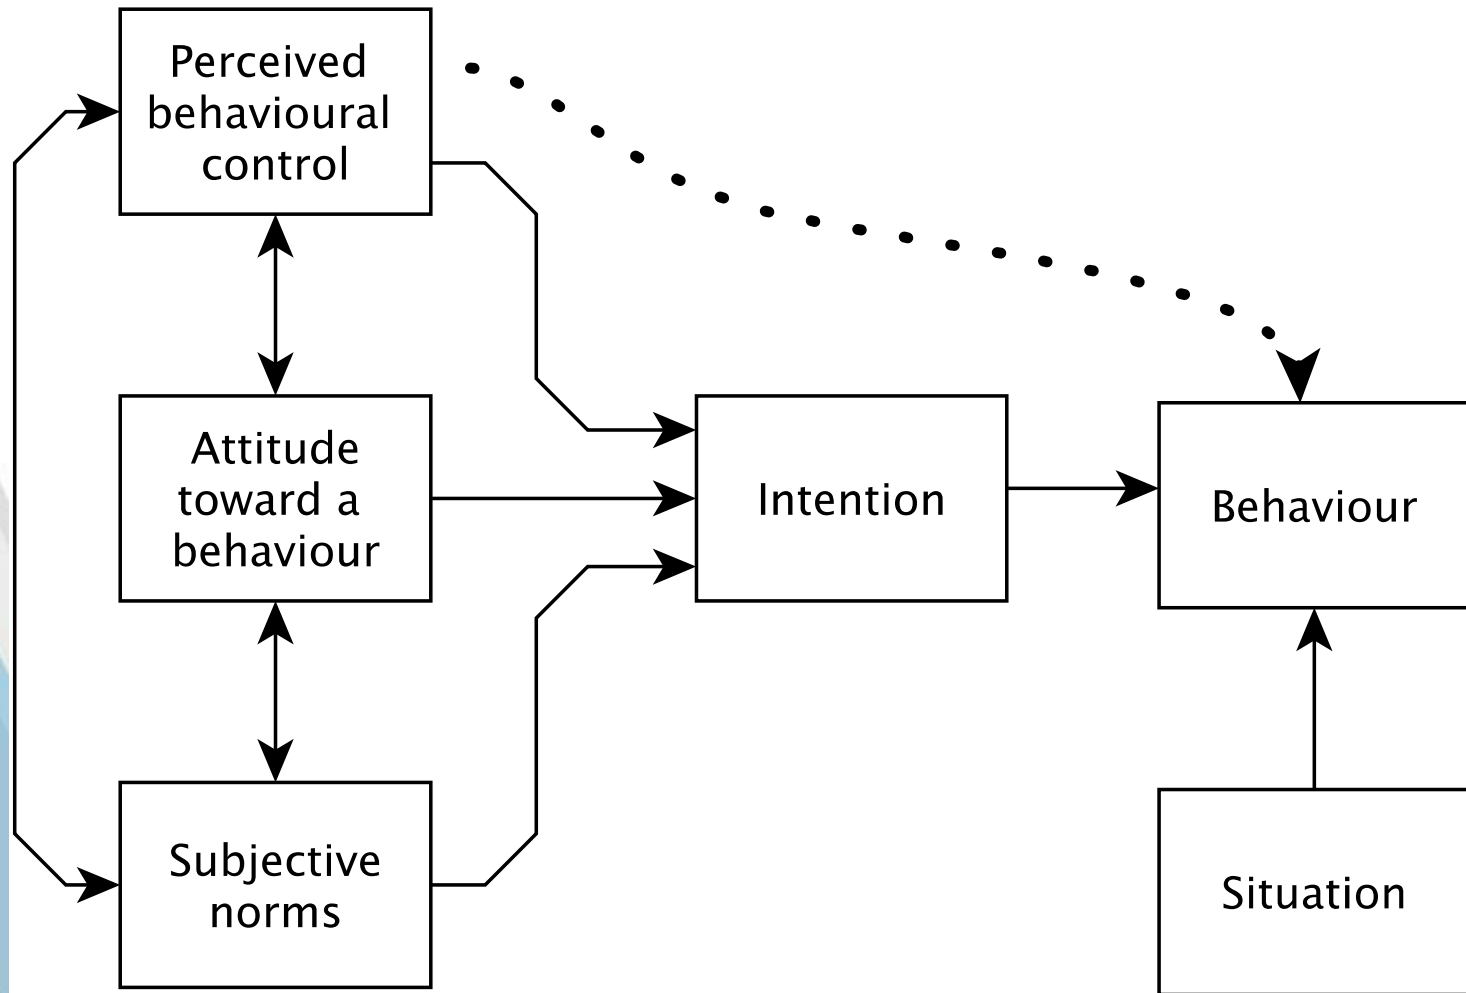 Perceived
behavioural
control
Attitude
toward a
behaviour
Intention
Behaviour
Subjective
norms
Situation